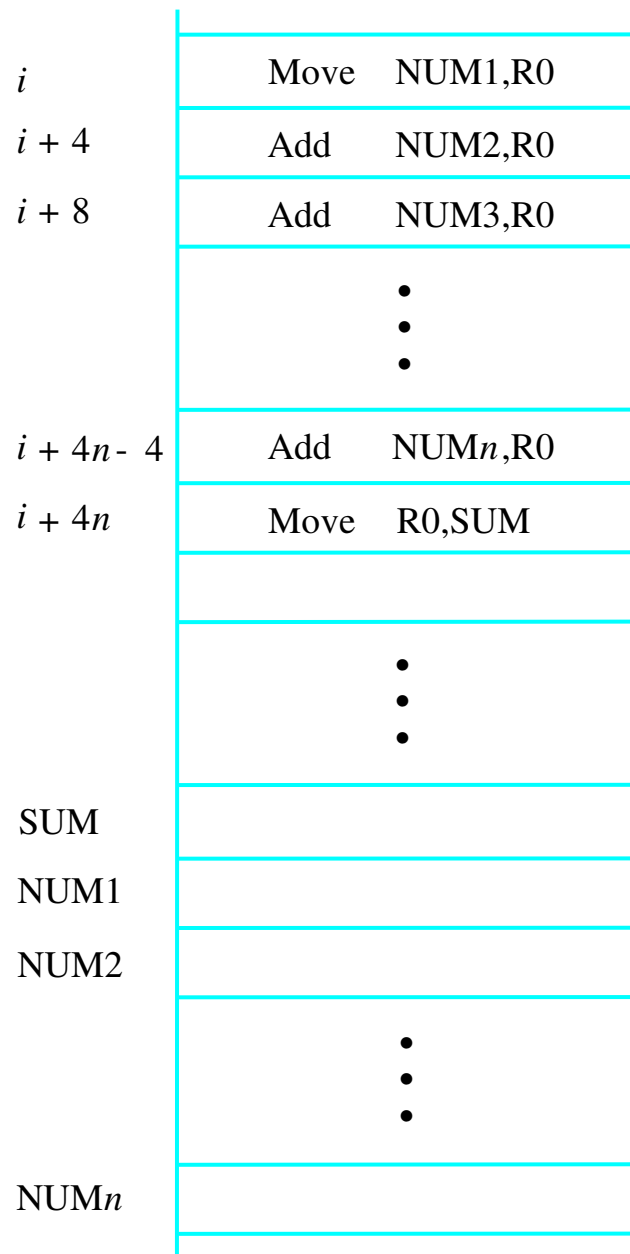 i Move NUM1,R0
i + 4 Add NUM2,R0
i + 8 Add NUM3,R0
i + 4n - 4 Add NUMn,R0
i + 4n Move R0,SUM
SUM
NUM1
NUM2
NUMn